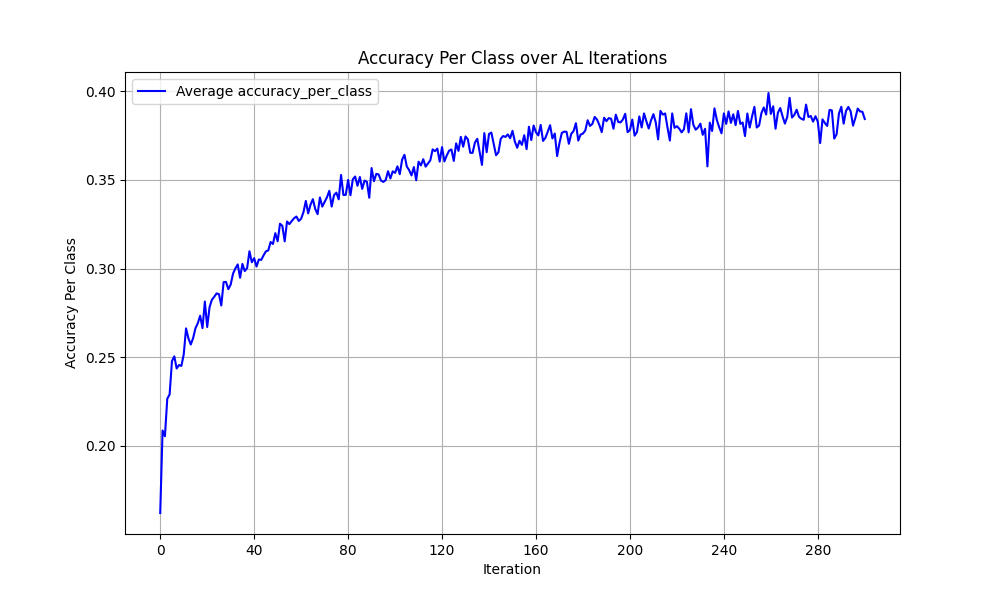 Accuracy Per Class over AL Iterations
Average accuracy_per_class
Accuracy Per Class
0.40
0.35
0.30
0.25
0.20
0 40 80 120 160 200 240 280
Iteration